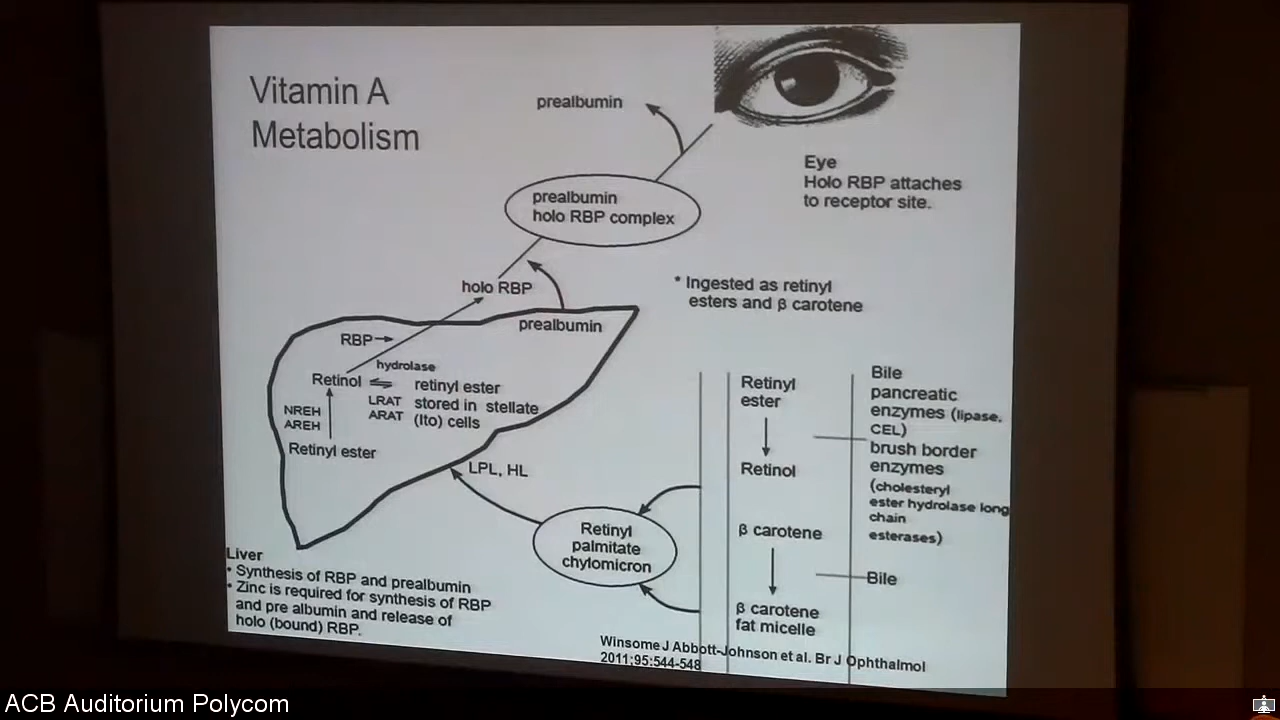 Vitamin A
Metabolism
prealbumin
Eye
Holo RBP attaches
to receptor site.
prealbumin
holo RBP complex
holo RBP
* Ingested as retinyl
esters and β carotene
prealbumin
RBP
hydrolase
Retinol
retinyl ester
LRAT
stored in stellate
ARAT
(Ito) cells
NREH
AREH
Retinyl ester
LPL, HL
Retinyl
palmitate
chylomicron
Retinyl
ester
Retinol
β carotene
β carotene
fat micelle
Bile
pancreatic
enzymes (lipase,
CEL)
brush border
enzymes
(cholesteryl
ester hydrolase long
chain
esterases)
Bile
Liver
• Synthesis of RBP and prealbumin
• Zinc is required for synthesis of RBP
and pre albumin and release of
holo (bound) RBP.
Winsome J Abbott-Johnson et al. Br J Ophthalmol
2011;95:544-548
ACB Auditorium Polycom